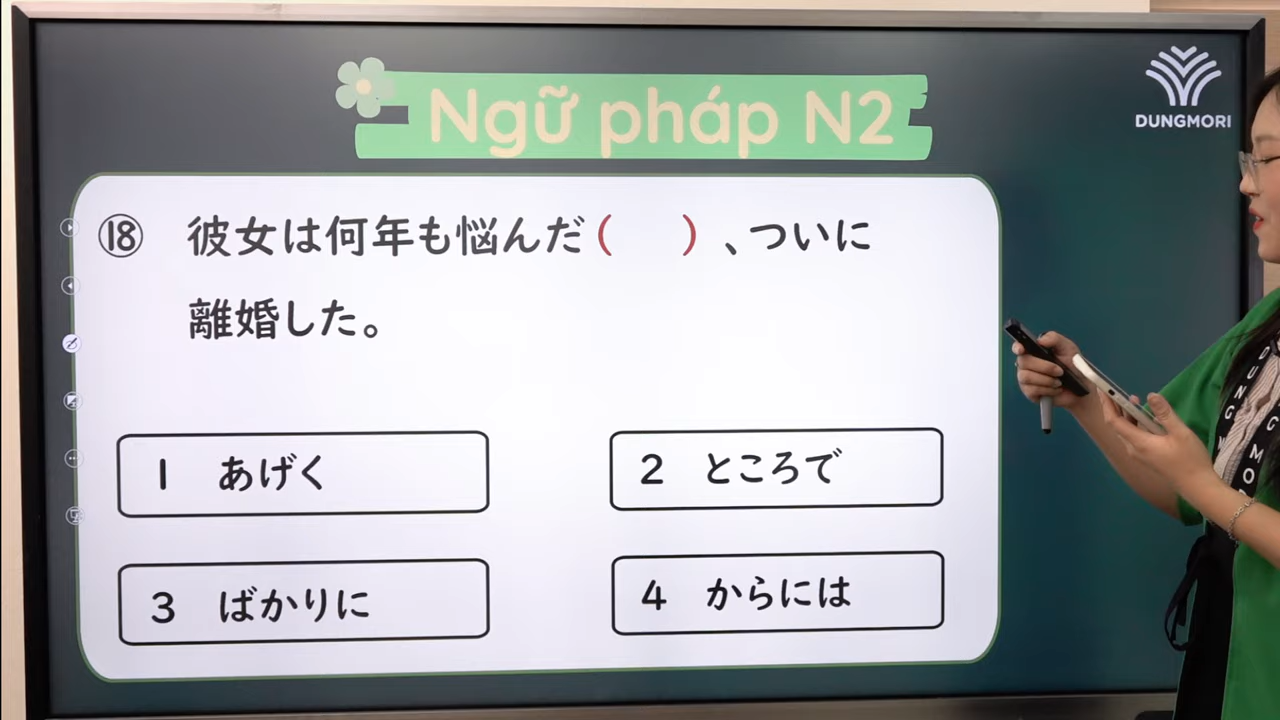 Ngữ pháp N2
DUNGMORI
⑱ 彼女は何年も悩んだ( )、ついに
離婚した。
1 あげく
2 ところで
3 ばかりに
4 からには